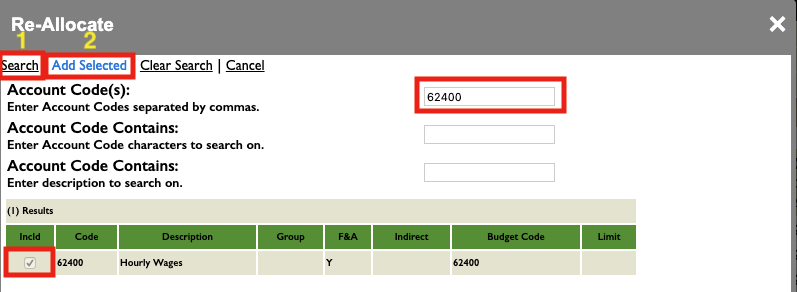 Re-Allocate
1 2
Search Add Selected Clear Search | Cancel
Account Code(s): 62400
Enter Account Codes separated by commas.
Account Code Contains:
Enter Account Code characters to search on.
Account Code Contains:
Enter description to search on.
(1) Results
Incld Code Description Group F&A Indirect Budget Code Limit
62400 Hourly Wages Y 62400